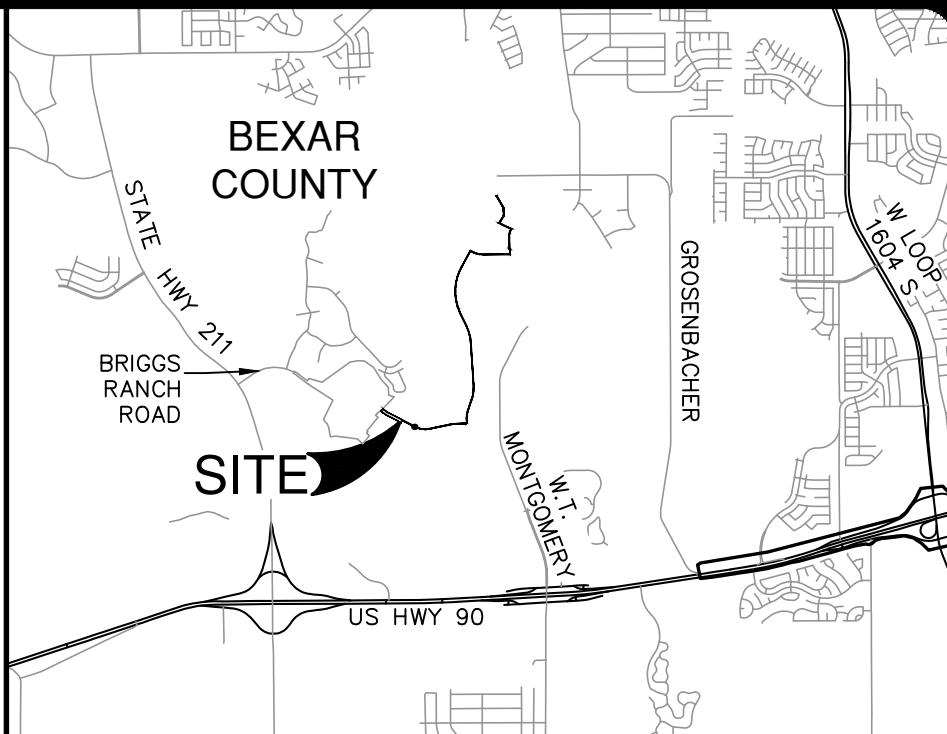 BEXAR
COUNTY
STATE HWY 211
W LOOP
1604 S
GROSENBACHER
BRIGGS
RANCH
ROAD
SITE
W.T.
MONTGOMERY
US HWY 90